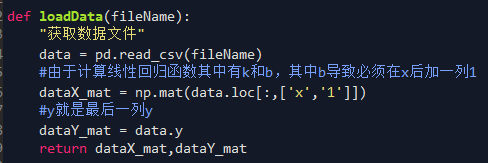 def loadData(fileName):
"获取数据文件"
data = pd.read_csv(fileName)
#由于计算线性回归函数其中有k和b，其中b导致必须在x后加一列1
dataX_mat = np.mat(data.loc[:,['x','1']])
#y就是最后一列y
dataY_mat = data.y
return dataX_mat,dataY_mat